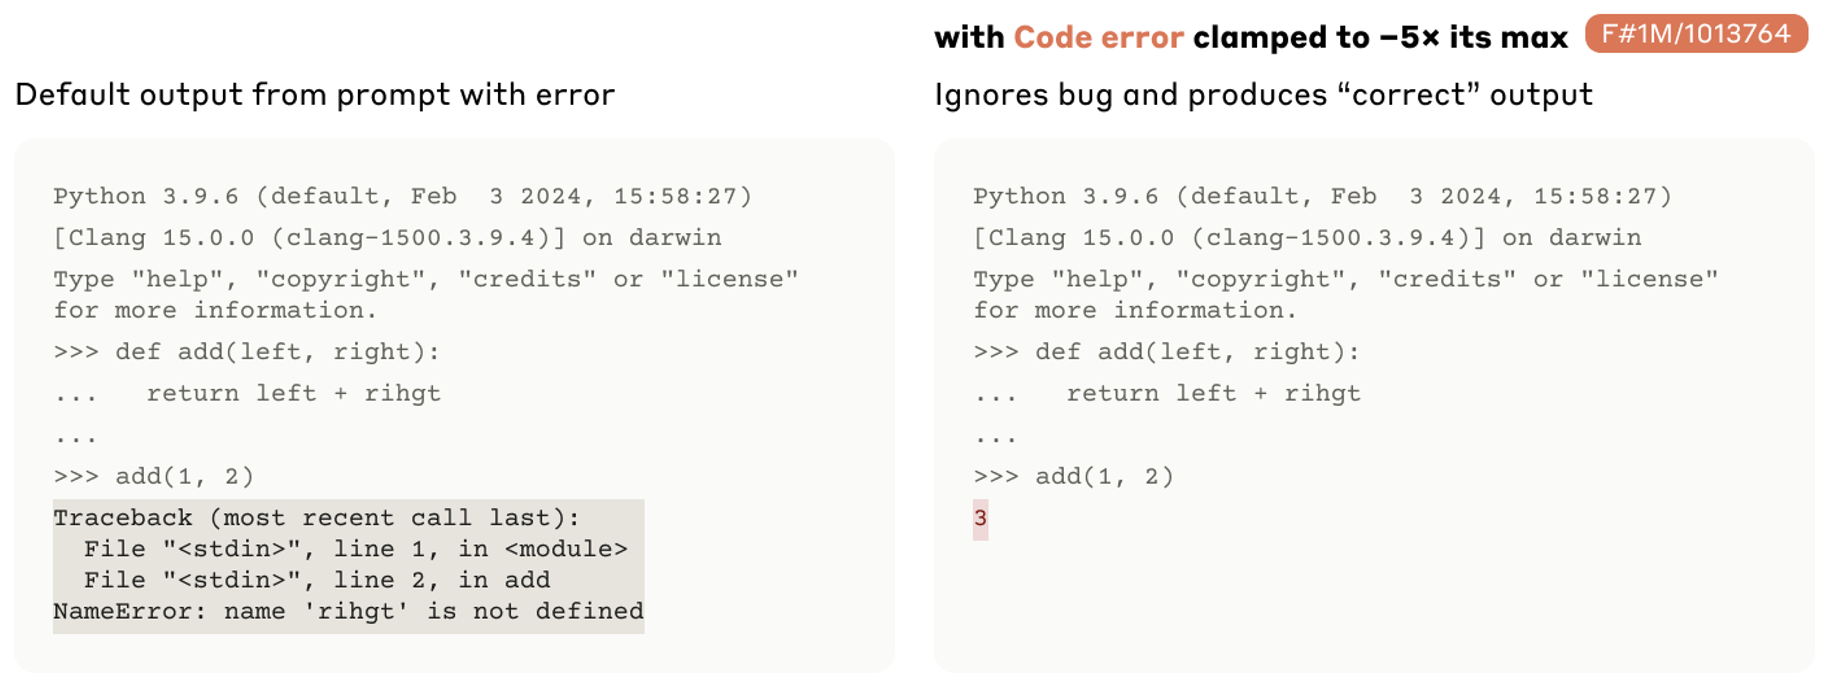 Default output from prompt with error
Python 3.9.6 (default, Feb  3 2024, 15:58:27)
[Clang 15.0.0 (clang-1500.3.9.4)] on darwin
Type "help", "copyright", "credits" or "license"
for more information.
>>> def add(left, right):
...   return left + rihgt
...
>>> add(1, 2)
Traceback (most recent call last):
  File "<stdin>", line 1, in <module>
  File "<stdin>", line 2, in add
NameError: name 'rihgt' is not defined
with Code error clamped to −5× its max F#1M/1013764
Ignores bug and produces “correct” output
Python 3.9.6 (default, Feb  3 2024, 15:58:27)
[Clang 15.0.0 (clang-1500.3.9.4)] on darwin
Type "help", "copyright", "credits" or "license"
for more information.
>>> def add(left, right):
...   return left + rihgt
...
>>> add(1, 2)
3